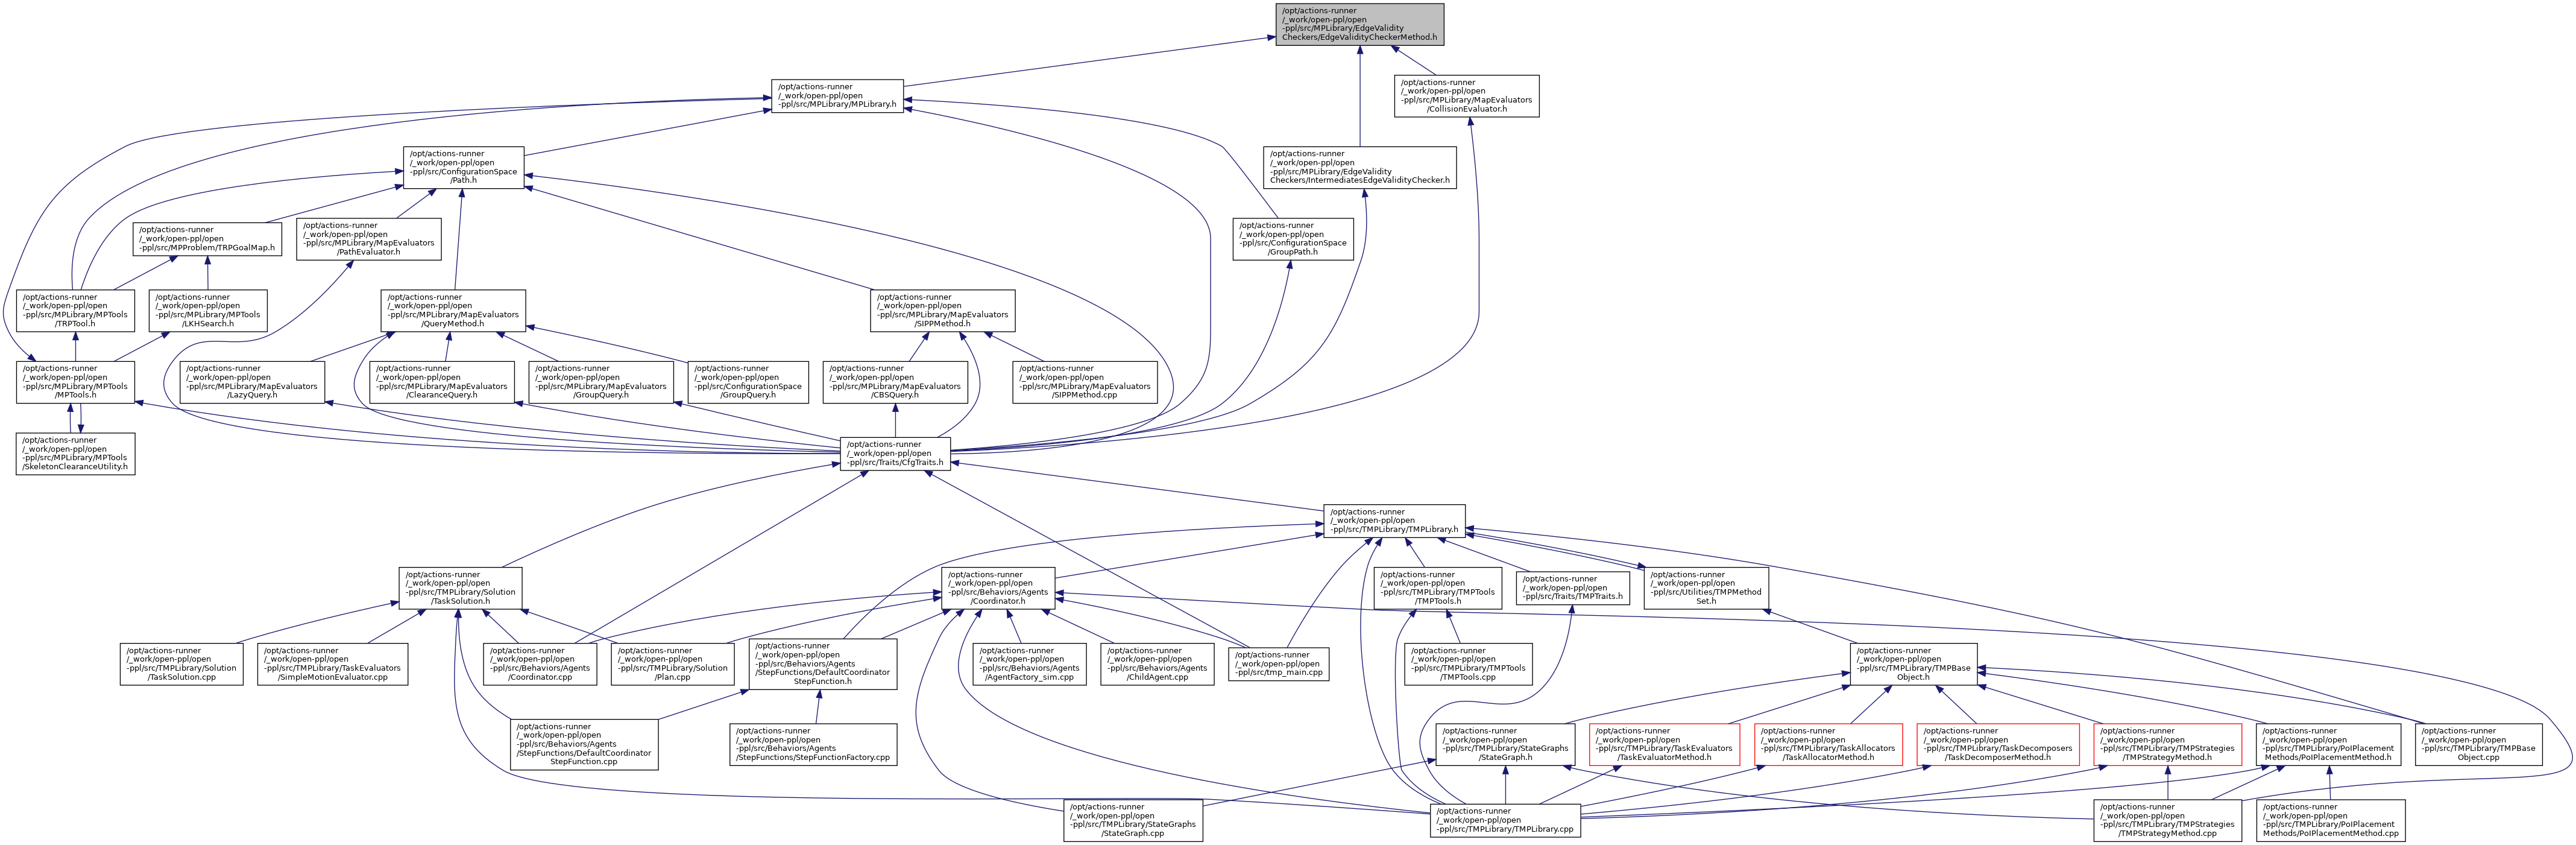 /opt/actions-runner
/_work/open-ppl/open
-ppl/src/MPLibrary/EdgeValidity
Checkers/EdgeValidityCheckerMethod.h
/opt/actions-runner
/_work/open-ppl/open
-ppl/src/MPLibrary/MPLibrary.h
/opt/actions-runner
/_work/open-ppl/open
-ppl/src/MPLibrary/MapEvaluators
/CollisionEvaluator.h
/opt/actions-runner
/_work/open-ppl/open
-ppl/src/ConfigurationSpace
/Path.h
/opt/actions-runner
/_work/open-ppl/open
-ppl/src/MPLibrary/EdgeValidity
Checkers/IntermediatesEdgeValidityChecker.h
/opt/actions-runner
/_work/open-ppl/open
-ppl/src/MPProblem/TRPGoalMap.h
/opt/actions-runner
/_work/open-ppl/open
-ppl/src/MPLibrary/MapEvaluators
/PathEvaluator.h
/opt/actions-runner
/_work/open-ppl/open
-ppl/src/ConfigurationSpace
/GroupPath.h
/opt/actions-runner
/_work/open-ppl/open
-ppl/src/MPLibrary/MPTools
/TRPTool.h
/opt/actions-runner
/_work/open-ppl/open
-ppl/src/MPLibrary/MPTools
/LKHSearch.h
/opt/actions-runner
/_work/open-ppl/open
-ppl/src/MPLibrary/MapEvaluators
/QueryMethod.h
/opt/actions-runner
/_work/open-ppl/open
-ppl/src/MPLibrary/MapEvaluators
/SIPPMethod.h
/opt/actions-runner
/_work/open-ppl/open
-ppl/src/MPLibrary/MPTools
/MPTools.h
/opt/actions-runner
/_work/open-ppl/open
-ppl/src/MPLibrary/MapEvaluators
/LazyQuery.h
/opt/actions-runner
/_work/open-ppl/open
-ppl/src/MPLibrary/MapEvaluators
/ClearanceQuery.h
/opt/actions-runner
/_work/open-ppl/open
-ppl/src/MPLibrary/MapEvaluators
/GroupQuery.h
/opt/actions-runner
/_work/open-ppl/open
-ppl/src/ConfigurationSpace
/GroupQuery.h
/opt/actions-runner
/_work/open-ppl/open
-ppl/src/MPLibrary/MapEvaluators
/CBSQuery.h
/opt/actions-runner
/_work/open-ppl/open
-ppl/src/MPLibrary/MapEvaluators
/SIPPMethod.cpp
/opt/actions-runner
/_work/open-ppl/open
-ppl/src/MPLibrary/MPTools
/SkeletonClearanceUtility.h
/opt/actions-runner
/_work/open-ppl/open
-ppl/src/Traits/CfgTraits.h
/opt/actions-runner
/_work/open-ppl/open
-ppl/src/TMPLibrary/TMPLibrary.h
/opt/actions-runner
/_work/open-ppl/open
-ppl/src/TMPLibrary/Solution
/TaskSolution.h
/opt/actions-runner
/_work/open-ppl/open
-ppl/src/Behaviors/Agents
/Coordinator.h
/opt/actions-runner
/_work/open-ppl/open
-ppl/src/TMPLibrary/TMPTools
/TMPTools.h
/opt/actions-runner
/_work/open-ppl/open
-ppl/src/Traits/TMPTraits.h
/opt/actions-runner
/_work/open-ppl/open
-ppl/src/Utilities/TMPMethod
Set.h
/opt/actions-runner
/_work/open-ppl/open
-ppl/src/TMPLibrary/Solution
/TaskSolution.cpp
/opt/actions-runner
/_work/open-ppl/open
-ppl/src/TMPLibrary/TaskEvaluators
/SimpleMotionEvaluator.cpp
/opt/actions-runner
/_work/open-ppl/open
-ppl/src/Behaviors/Agents
/Coordinator.cpp
/opt/actions-runner
/_work/open-ppl/open
-ppl/src/TMPLibrary/Solution
/Plan.cpp
/opt/actions-runner
/_work/open-ppl/open
-ppl/src/Behaviors/Agents
/StepFunctions/DefaultCoordinator
StepFunction.h
/opt/actions-runner
/_work/open-ppl/open
-ppl/src/Behaviors/Agents
/AgentFactory_sim.cpp
/opt/actions-runner
/_work/open-ppl/open
-ppl/src/Behaviors/Agents
/ChildAgent.cpp
/opt/actions-runner
/_work/open-ppl/open
-ppl/src/tmp_main.cpp
/opt/actions-runner
/_work/open-ppl/open
-ppl/src/TMPLibrary/TMPTools
/TMPTools.cpp
/opt/actions-runner
/_work/open-ppl/open
-ppl/src/TMPLibrary/TMPBase
Object.h
/opt/actions-runner
/_work/open-ppl/open
-ppl/src/Behaviors/Agents
/StepFunctions/DefaultCoordinator
StepFunction.cpp
/opt/actions-runner
/_work/open-ppl/open
-ppl/src/Behaviors/Agents
/StepFunctions/StepFunctionFactory.cpp
/opt/actions-runner
/_work/open-ppl/open
-ppl/src/TMPLibrary/StateGraphs
/StateGraph.h
/opt/actions-runner
/_work/open-ppl/open
-ppl/src/TMPLibrary/TaskEvaluators
/TaskEvaluatorMethod.h
/opt/actions-runner
/_work/open-ppl/open
-ppl/src/TMPLibrary/TaskAllocators
/TaskAllocatorMethod.h
/opt/actions-runner
/_work/open-ppl/open
-ppl/src/TMPLibrary/TaskDecomposers
/TaskDecomposerMethod.h
/opt/actions-runner
/_work/open-ppl/open
-ppl/src/TMPLibrary/TMPStrategies
/TMPStrategyMethod.h
/opt/actions-runner
/_work/open-ppl/open
-ppl/src/TMPLibrary/PoIPlacement
Methods/PoIPlacementMethod.h
/opt/actions-runner
/_work/open-ppl/open
-ppl/src/TMPLibrary/TMPBase
Object.cpp
/opt/actions-runner
/_work/open-ppl/open
-ppl/src/TMPLibrary/StateGraphs
/StateGraph.cpp
/opt/actions-runner
/_work/open-ppl/open
-ppl/src/TMPLibrary/TMPLibrary.cpp
/opt/actions-runner
/_work/open-ppl/open
-ppl/src/TMPLibrary/TMPStrategies
/TMPStrategyMethod.cpp
/opt/actions-runner
/_work/open-ppl/open
-ppl/src/TMPLibrary/PoIPlacement
Methods/PoIPlacementMethod.cpp